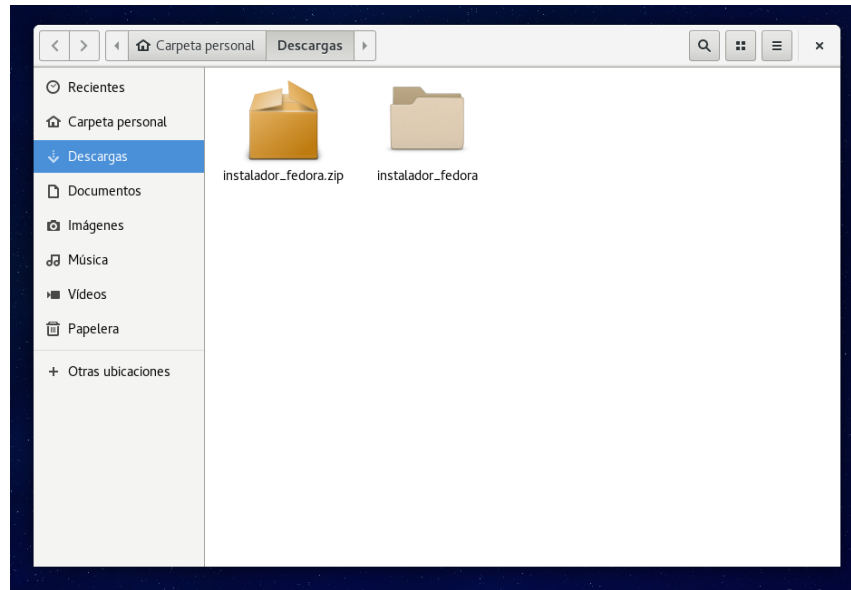 Carpeta personal Descargas
Recientes
Carpeta personal
Descargas
Documentos
Imágenes
Música
Vídeos
Papelera
Otras ubicaciones
instalador_fedora.zip instalador_fedora